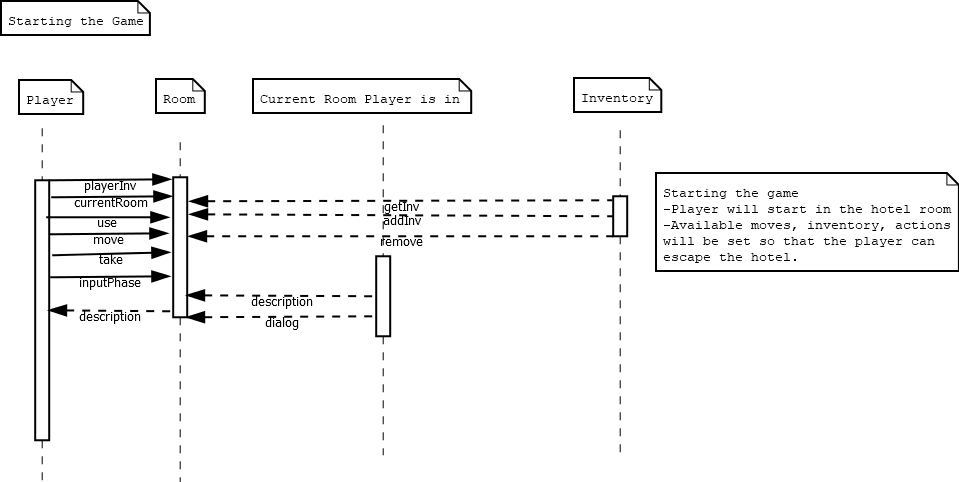 Starting the Game
Player
Room
Current Room Player is in
Inventory
playerInv
currentRoom
use
move
take
inputPhase
description
getInv
addInv
remove
description
dialog
Starting the game
-Player will start in the hotel room
-Available moves, inventory, actions
will be set so that the player can
escape the hotel.